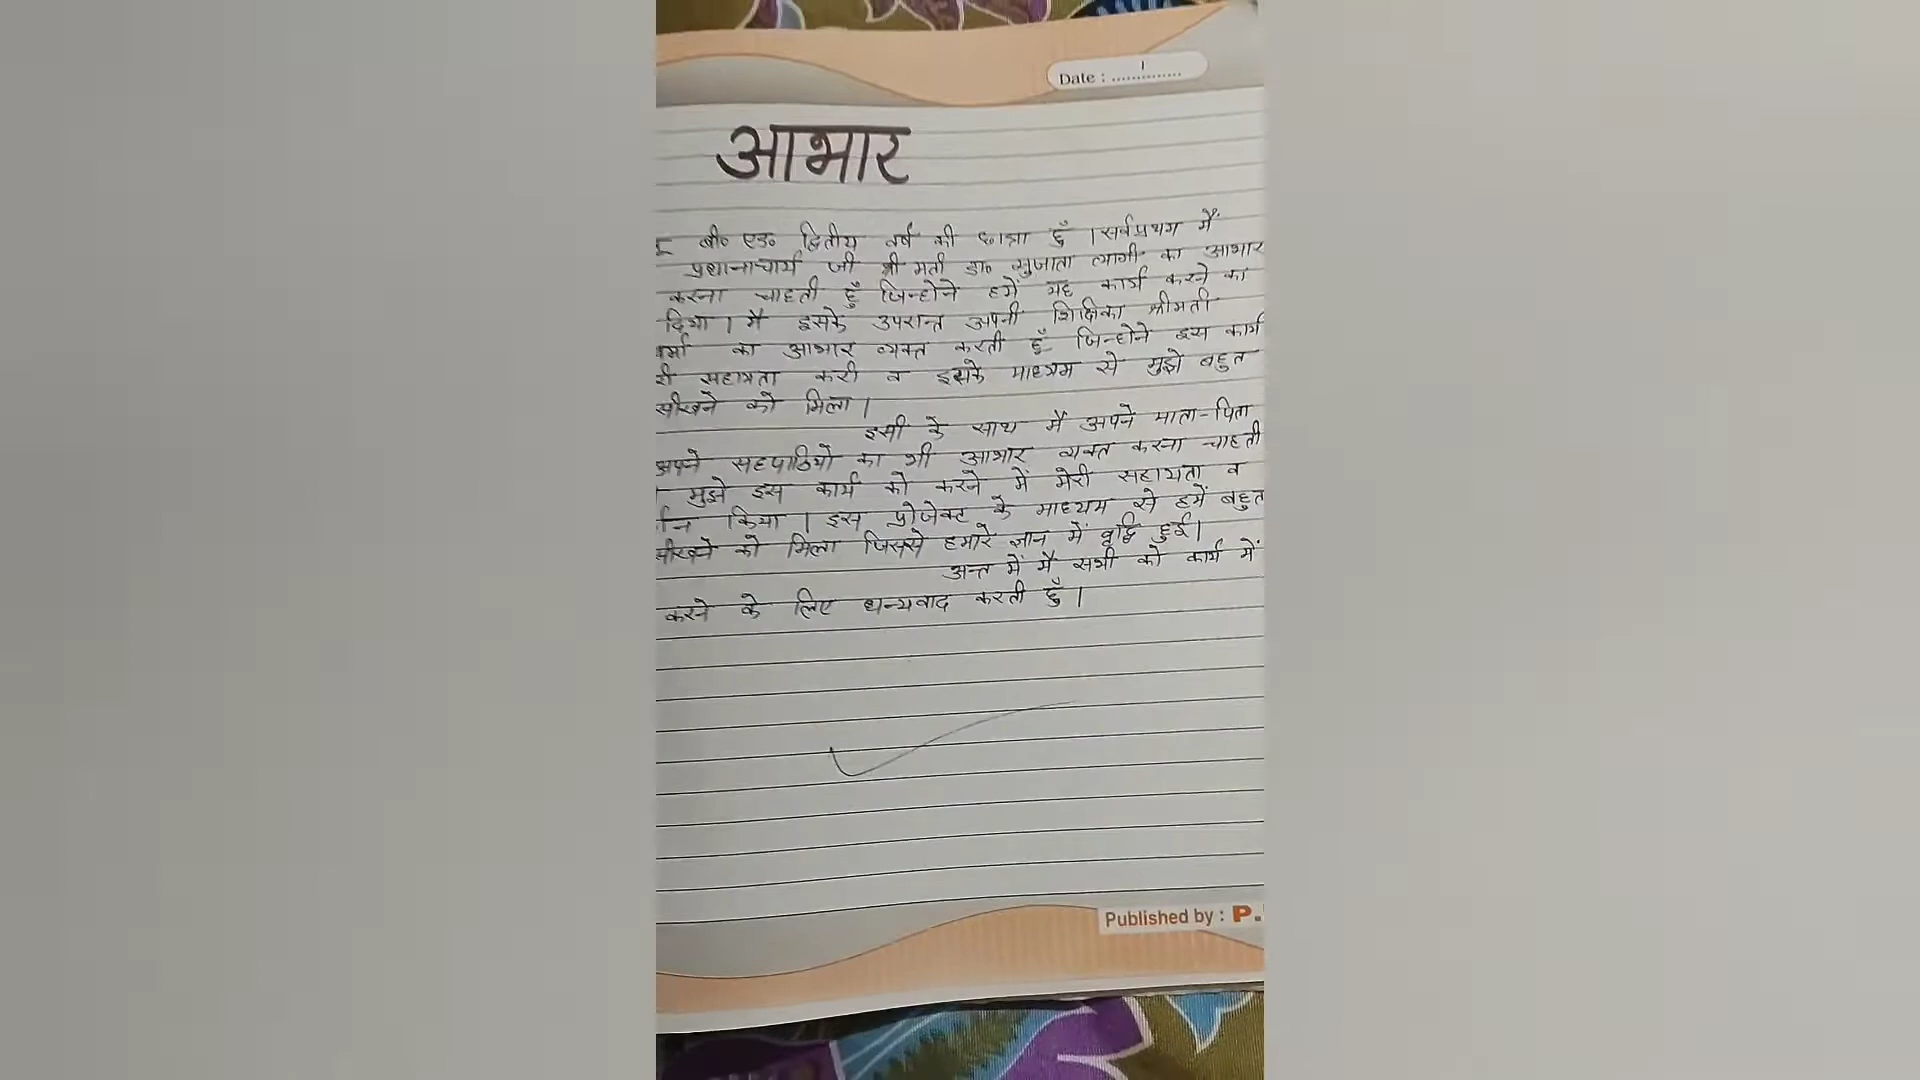 Date : ..............
आभार
बी० एड० द्वितीय वर्ष की छात्रा हूँ । सर्वप्रथम मैं
प्रधानाचार्य जी श्रीमती डा० सुजाता त्यागी का आभार
करना चाहती हूँ जिन्होने हमें यह कार्य करने का
दिया । मै इसके उपरान्त अपनी शिक्षिका श्रीमती
का आभार व्यक्त करती हूँ जिन्होने इस कार्य
सहायता करी व इसके माध्यम से मुझे बहुत
सीखने को मिला ।
इसी के साथ मै अपने माता-पिता
अपने सहपाठियो का भी आभार व्यक्त करना चाहती
मुझे इस कार्य को करने में मेरी सहायता व
किया । इस प्रोजेक्ट के माध्यम से हमें बहुत
सीखने को मिला जिससे हमारे ज्ञान में वृद्धि हुई।
अन्त में मै सभी को कार्य में
करने के लिए धन्यवाद करती हूँ ।
Published by : P.